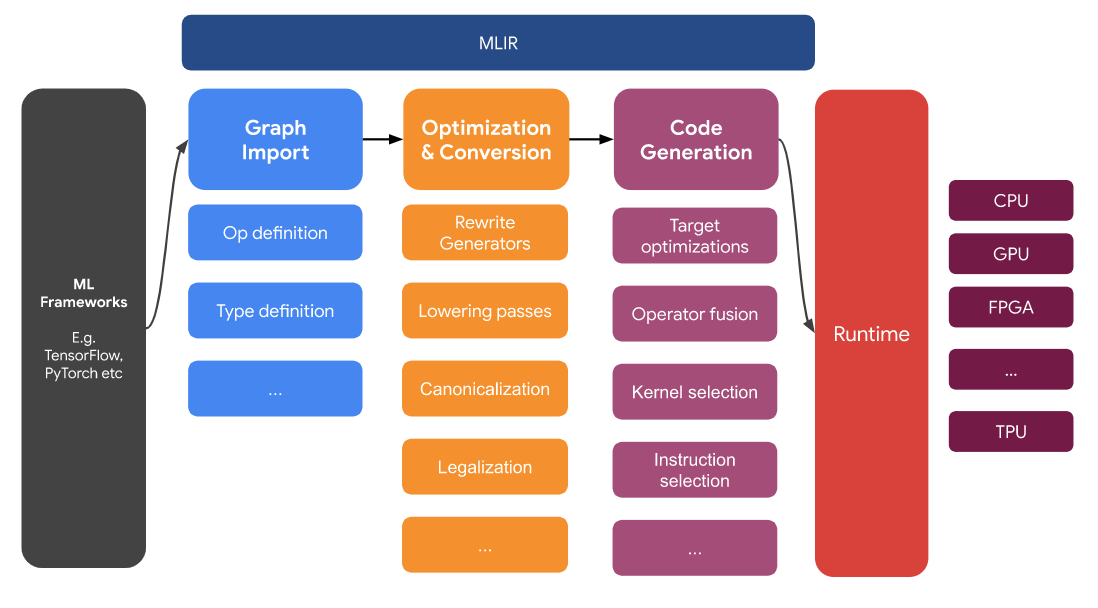 MLIR
ML
Frameworks
E.g.
TensorFlow,
PyTorch etc
Graph
Import
Op definition
Type definition
...
Optimization
& Conversion
Rewrite
Generators
Lowering passes
Canonicalization
Legalization
...
Code
Generation
Target
optimizations
Operator fusion
Kernel selection
Instruction
selection
...
Runtime
CPU
GPU
FPGA
...
TPU